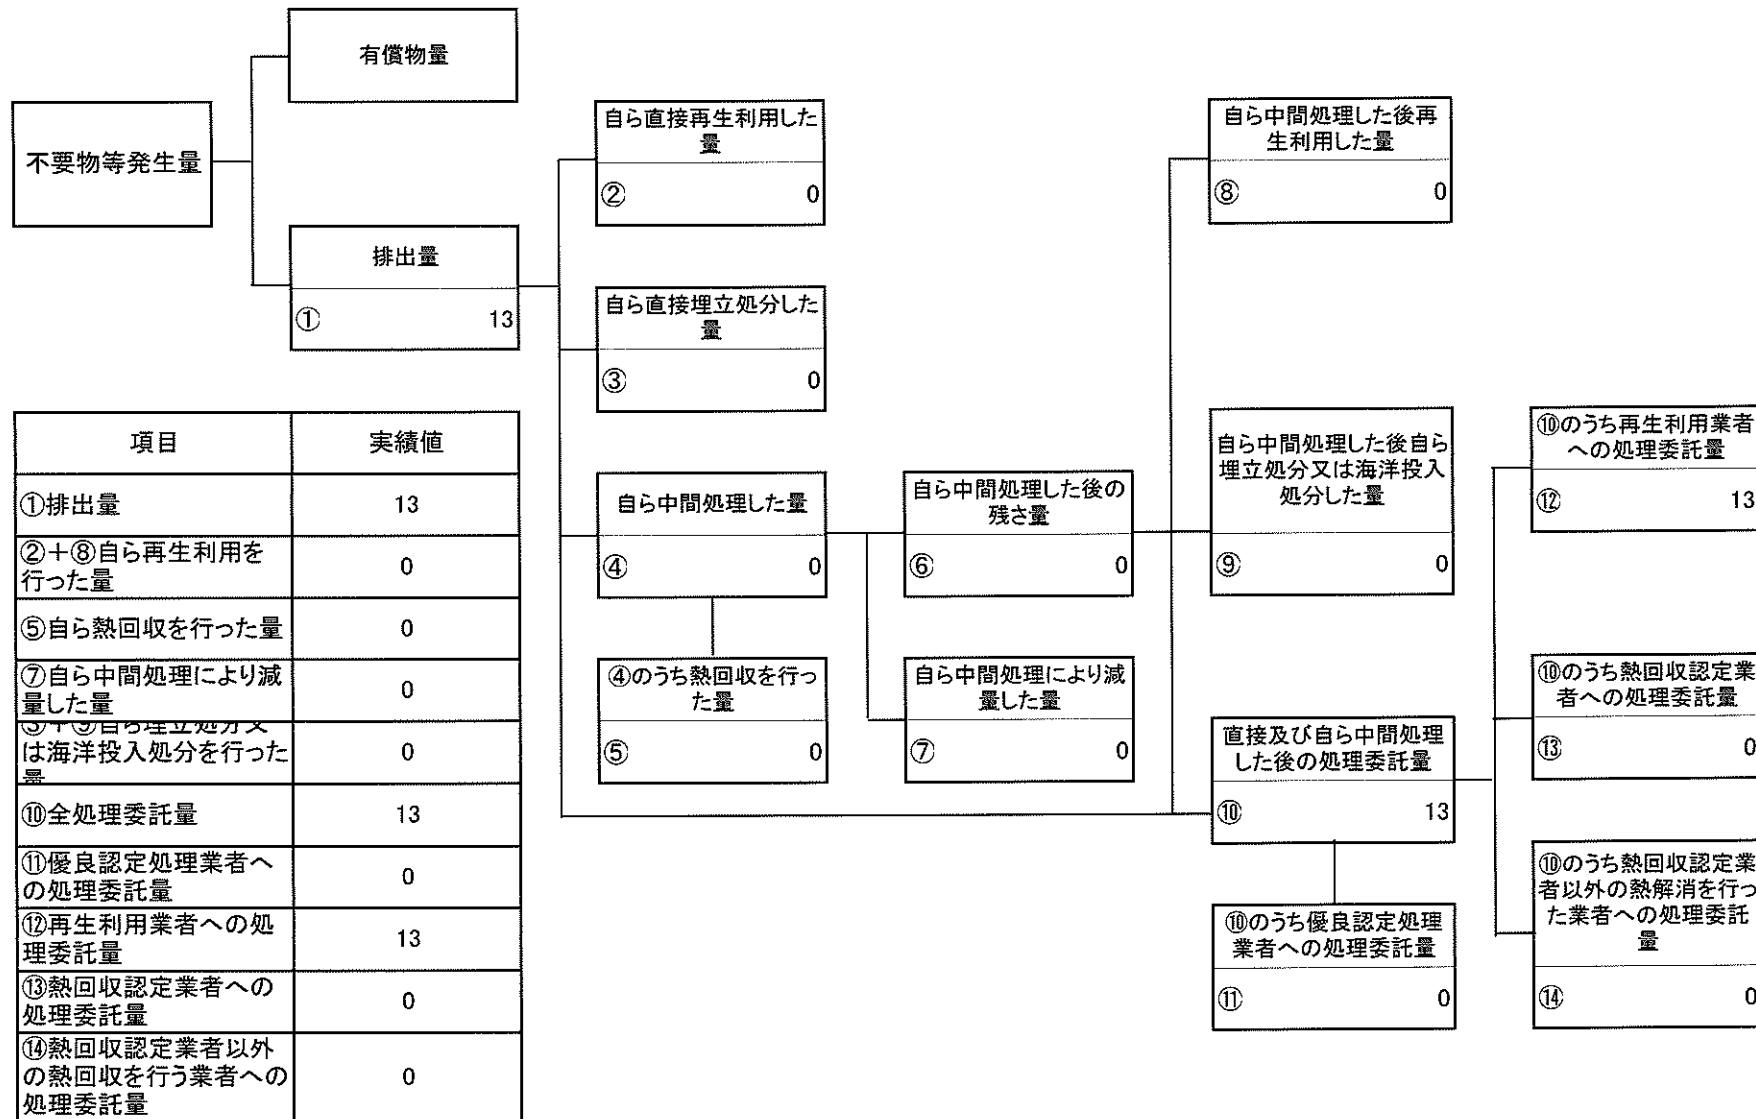 有償物量
不要物等発生量
排出量
① 13
自ら直接再生利用した
量
② 0
自ら直接埋立処分した
量
③ 0
自ら中間処理した量
④ 0
④のうち熱回収を行っ
た量
⑤ 0
自ら中間処理した後の
残さ量
⑥ 0
自ら中間処理により減
量した量
⑦ 0
自ら中間処理した後再
生利用した量
⑧ 0
自ら中間処理した後自ら
埋立処分又は海洋投入
処分した量
⑨ 0
直接及び自ら中間処理
した後の処理委託量
⑩ 13
⑩のうち優良認定処理
業者への処理委託量
⑪ 0
⑩のうち再生利用業者
への処理委託量
⑫ 13
⑩のうち熱回収認定業
者への処理委託量
⑬ 0
⑩のうち熱回収認定業
者以外の熱解消を行っ
た業者への処理委託
量
⑭ 0
項目 実績値
①排出量 13
②+⑧自ら再生利用を
行った量 0
⑤自ら熱回収を行った量 0
⑦自ら中間処理により減
量した量 0
③+⑨自ら埋立処分又
は海洋投入処分を行った
量 0
⑩全処理委託量 13
⑪優良認定処理業者へ
の処理委託量 0
⑫再生利用業者への処
理委託量 13
⑬熱回収認定業者への
処理委託量 0
⑭熱回収認定業者以外
の熱回収を行う業者への
処理委託量 0